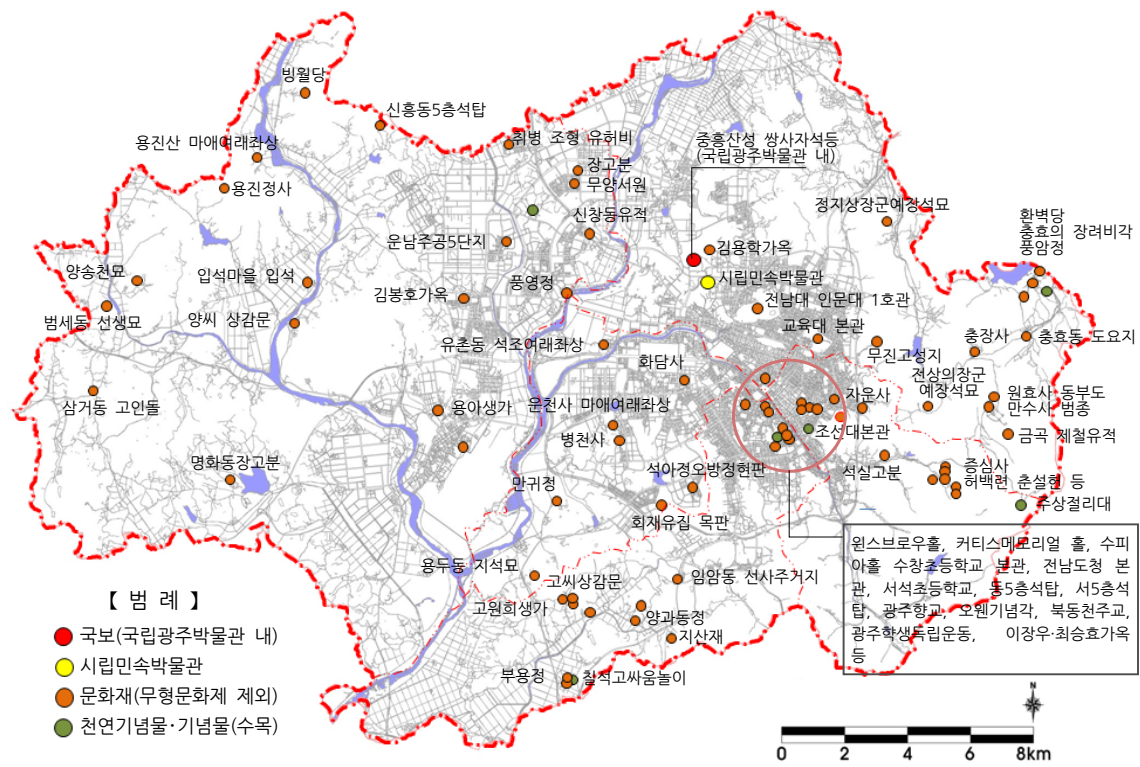 빙월당
신흥동5층석탑
용진산 마애여래좌상
용진정사
취병 조형 유허비
장고분
무양서원
신창동유적
운남주공5단지
중흥산성 쌍사자석등
(국립광주박물관 내)
정지상장군예장석묘
환벽당
충효의 장려비각
풍암정
김용학가옥
시립민속박물관
양송천묘
입석마을 입석
김봉호가옥
풍영정
전남대 인문대 1호관
범세동 선생묘
양씨 상감문
유촌동 석조여래좌상
교육대 본관
무진고성지
충장사
충효동 도요지
화담사
전상의장군
예장석묘
원효사 동부도
만수사 범종
삼거동 고인돌
용아생가
운천사 마애여래좌상
자운사
금곡 제철유적
병천사
조선대본관
명화동장고분
만귀정
석아정오방정현판
석실고분
증심사
허백련 춘설헌 등
주상절리대
회재유집 목판
용두동 지석묘
고씨상감문
임암동 선사주거지
고원희생가
양과동정
지산재
부용정
칠석고싸움놀이
윈스브로우홀, 커티스메모리얼 홀, 수피
아홀 수창초등학교 본관, 전남도청 본
관, 서석초등학교, 동5층석탑, 서5층석
탑, 광주향교, 오웬기념각, 북동천주교,
광주학생독립운동, 이장우·최승효가옥
등
【 범 례 】
국보(국립광주박물관 내)
시립민속박물관
문화재(무형문화제 제외)
천연기념물·기념물(수목)
N
0 2 4 6 8km